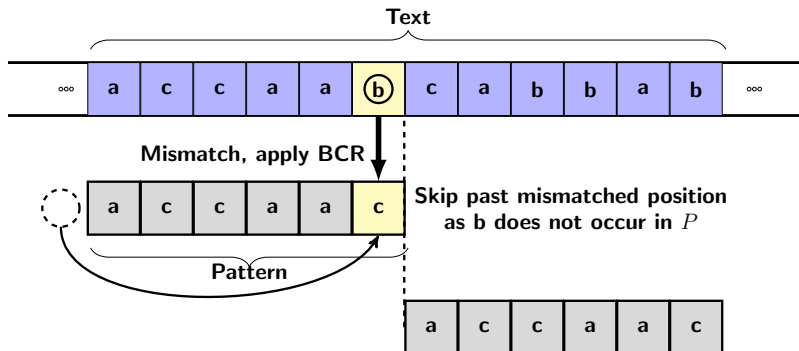 Text
°°° a c c a a b c a b b a b °°°
Mismatch, apply BCR
a c c a a c
Skip past mismatched position
as b does not occur in P
Pattern
a c c a a c